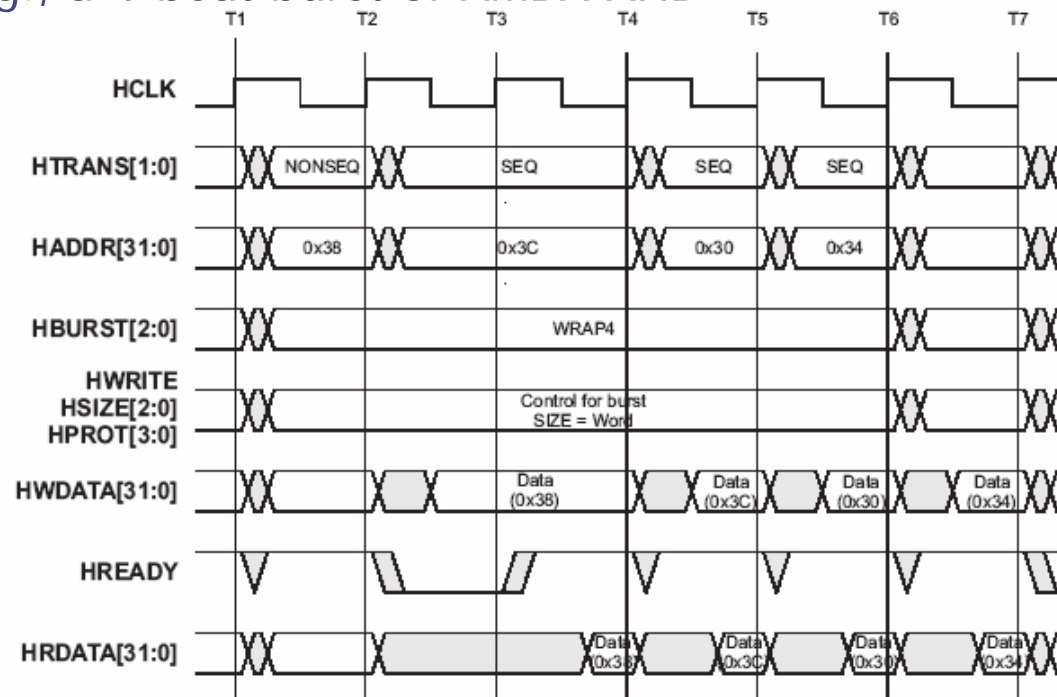 T1 T2 T3 T4 T5 T6 T7
HCLK
HTRANS[1:0] NONSEQ SEQ SEQ SEQ
HADDR[31:0] 0x38 0x3C 0x30 0x34
HBURST[2:0] WRAP4
HWRITE
HSIZE[2:0] Control for burst
SIZE = Word
HPROT[3:0]
HWDATA[31:0] Data Data Data Data
(0x38) (0x3C) (0x30) (0x34)
HREADY
HRDATA[31:0] Data Data Data Data
(0x38) (0x3C) (0x30) (0x34)